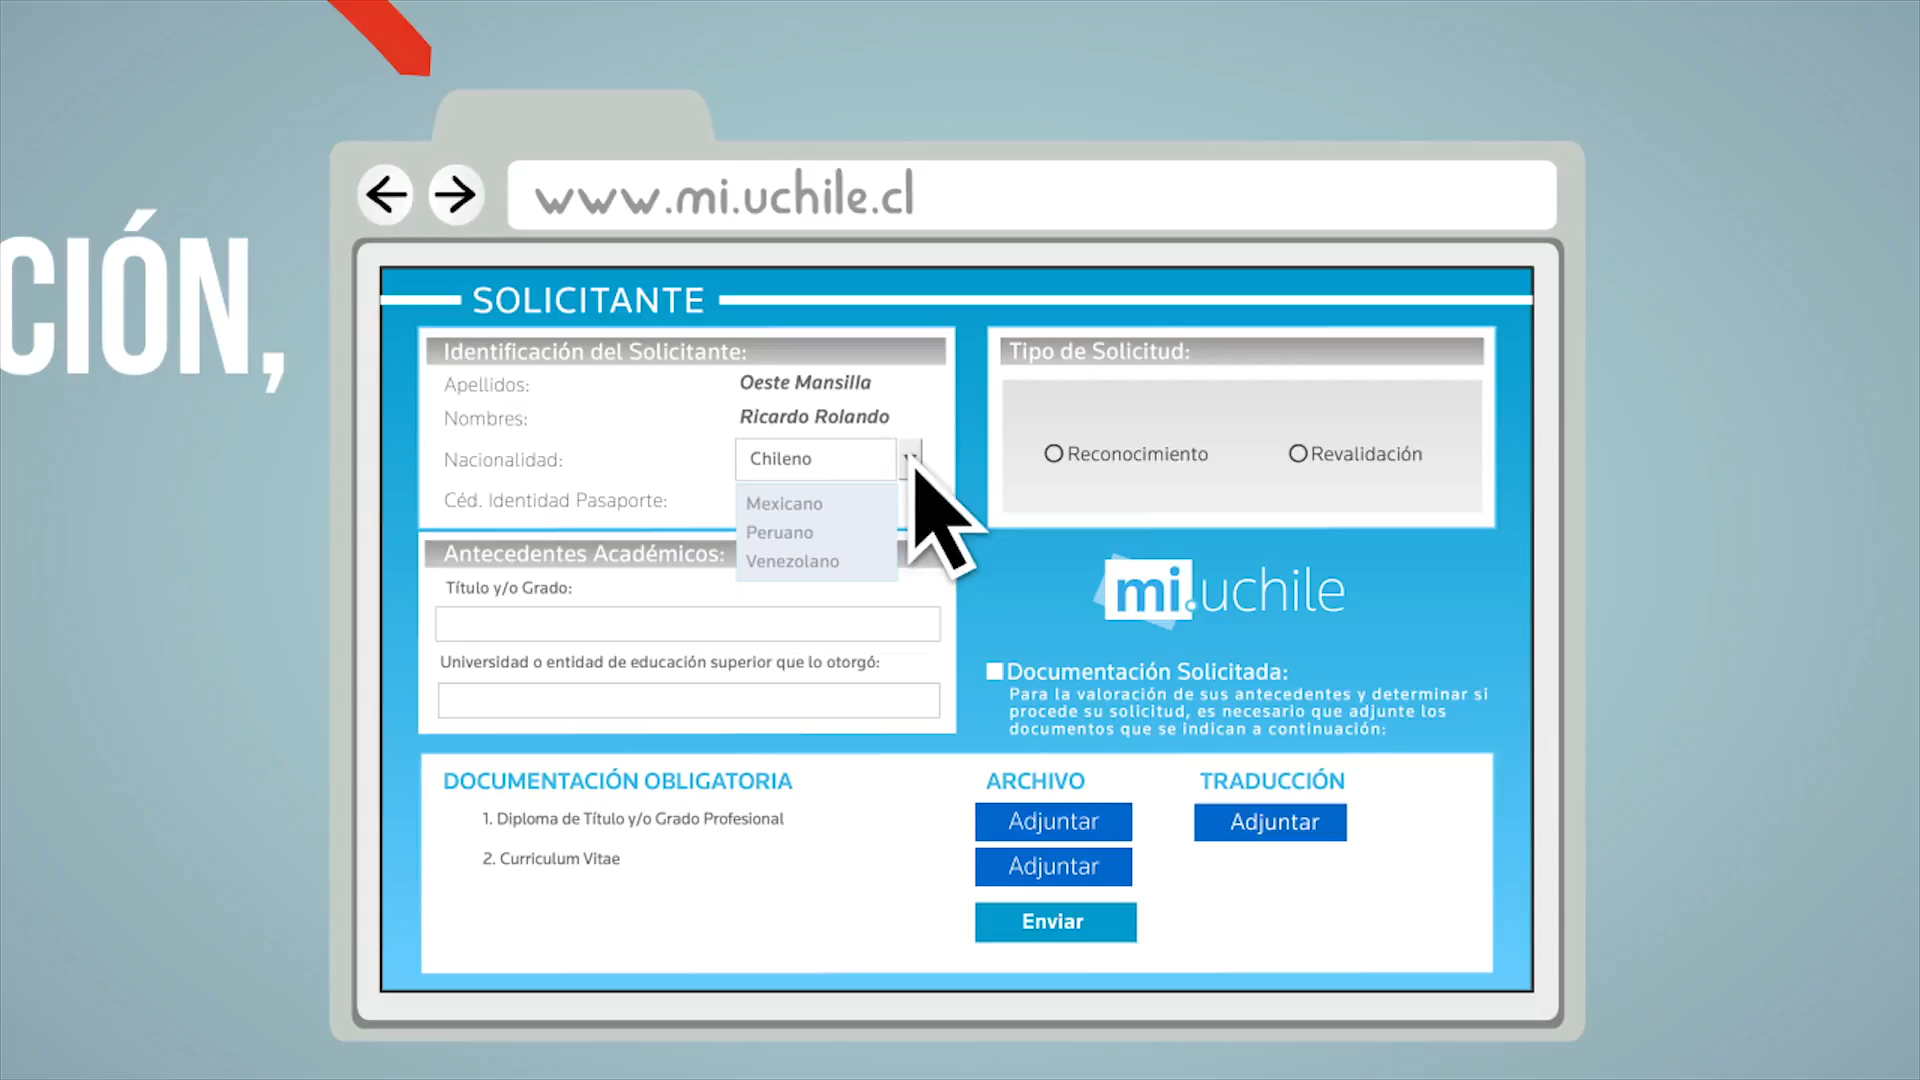 CIÓN,
www.mi.uchile.cl
SOLICITANTE
Identificación del Solicitante:
Apellidos: Oeste Mansilla
Nombres: Ricardo Rolando
Nacionalidad: Chileno
Céd. Identidad Pasaporte:
Mexicano
Peruano
Venezolano
Tipo de Solicitud:
Reconocimiento Revalidación
Antecedentes Académicos:
Título y/o Grado:
Universidad o entidad de educación superior que lo otorgó:
mi.uchile
Documentación Solicitada:
Para la valoración de sus antecedentes y determinar si
procede su solicitud, es necesario que adjunte los
documentos que se indican a continuación:
DOCUMENTACIÓN OBLIGATORIA ARCHIVO TRADUCCIÓN
1. Diploma de Título y/o Grado Profesional Adjuntar Adjuntar
2. Curriculum Vitae Adjuntar
Enviar